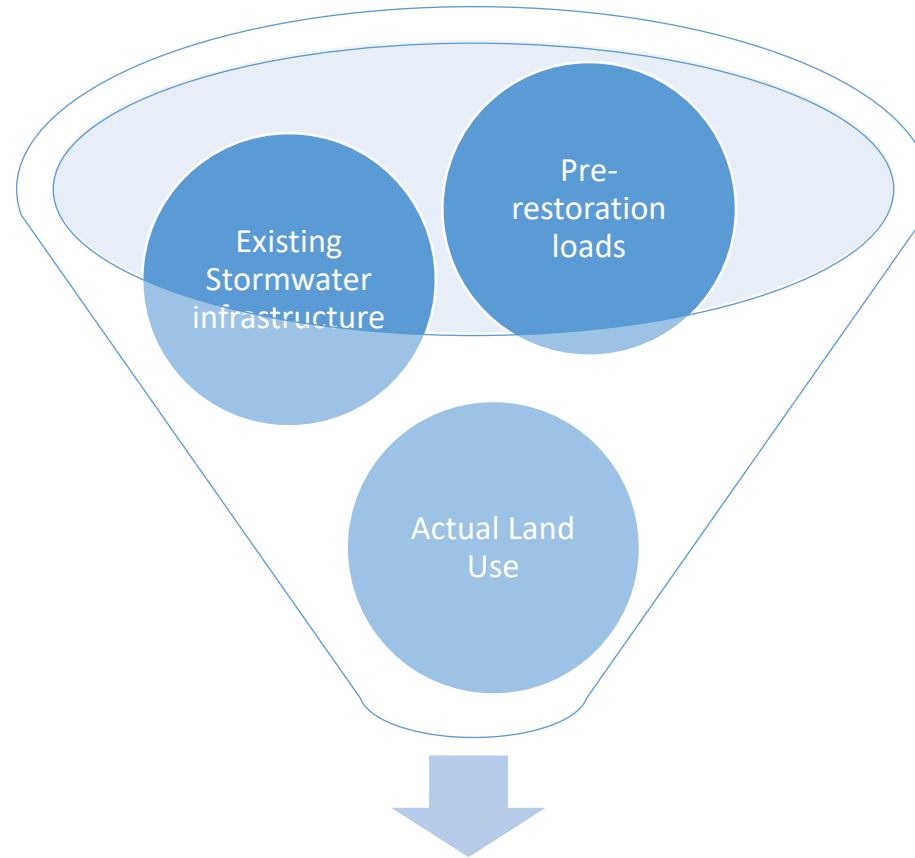 Pre-
restoration
loads
Existing
Stormwater
infrastructure
Actual Land
Use